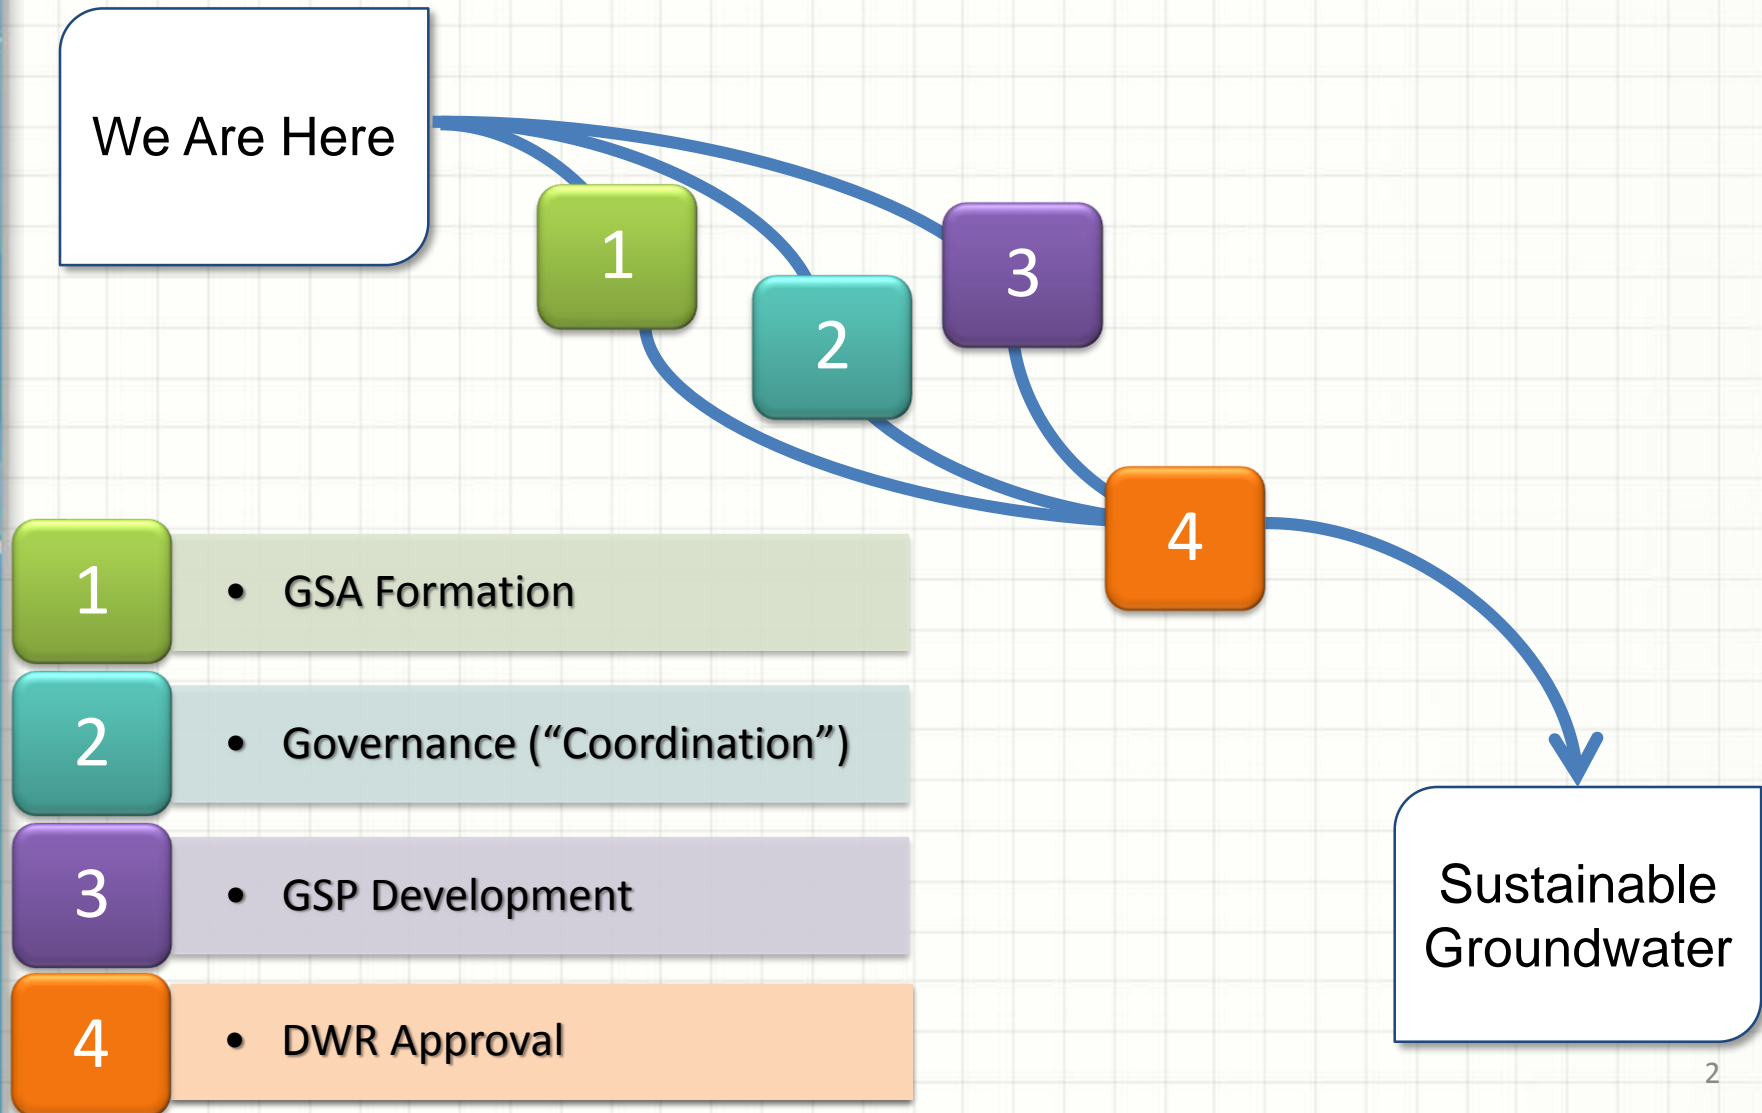 We Are Here
1
2
3
4
1
• GSA Formation
2
• Governance (“Coordination”)
3
• GSP Development
4
• DWR Approval
Sustainable
Groundwater
2